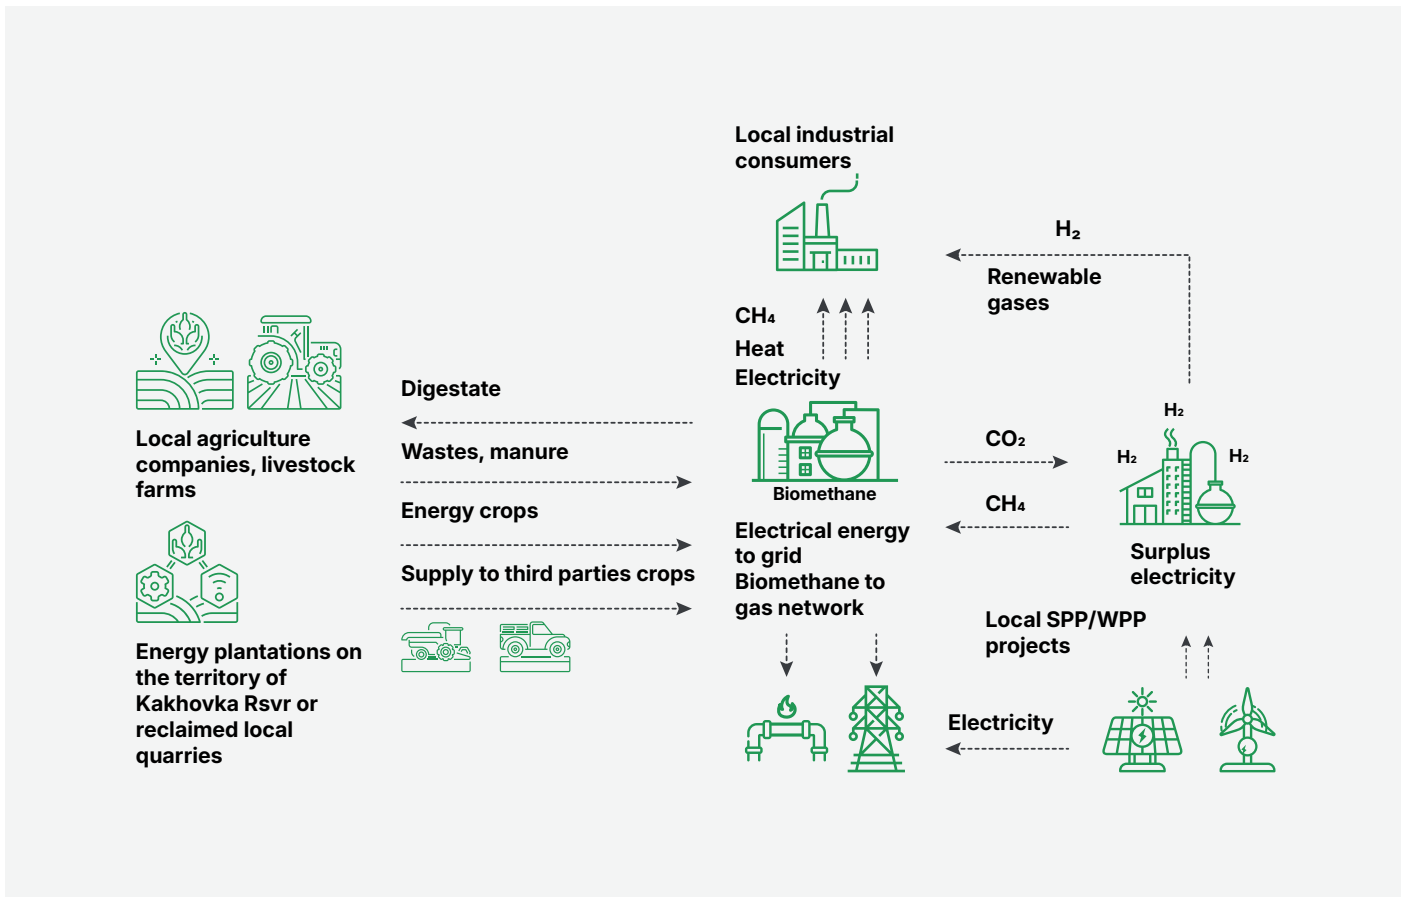 Local industrial
consumers
H₂
Renewable
gases
CH₄
Heat
Electricity
Digestate
Wastes, manure
Energy crops
Supply to third parties crops
Local agriculture
companies, livestock
farms
Energy plantations on
the territory of
Kakhovka Rsvr or
reclaimed local
quarries
Biomethane
Electrical energy
to grid
Biomethane to
gas network
CO₂
CH₄
H₂
H₂
H₂
Surplus
electricity
Local SPP/WPP
projects
Electricity